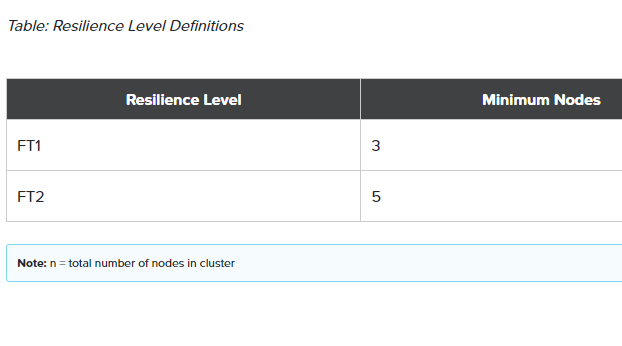 Table: Resilience Level Definitions
Resilience Level Minimum Nodes
FT1 3
FT2 5
Note: n = total number of nodes in cluster